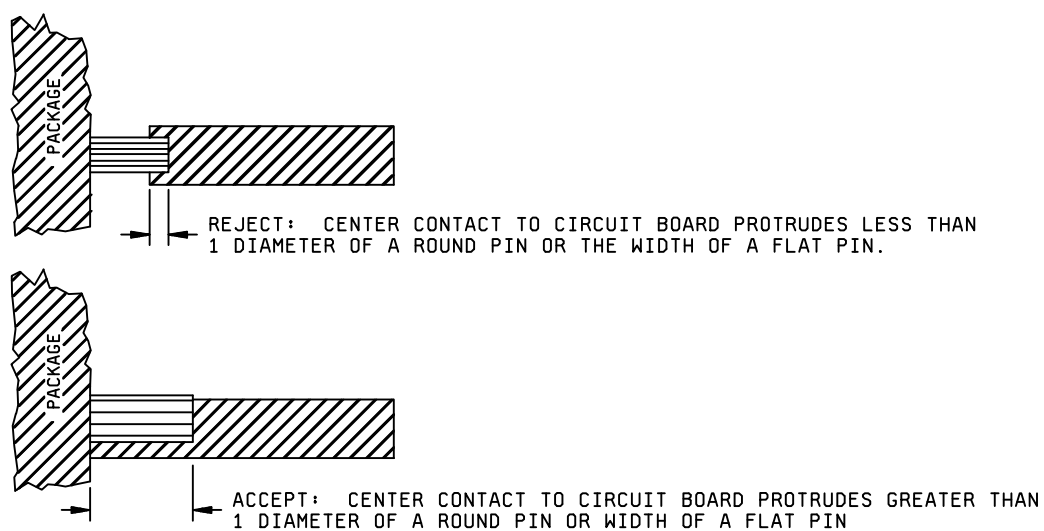 PACKAGE
REJECT: CENTER CONTACT TO CIRCUIT BOARD PROTRUDES LESS THAN
1 DIAMETER OF A ROUND PIN OR THE WIDTH OF A FLAT PIN.
PACKAGE
ACCEPT: CENTER CONTACT TO CIRCUIT BOARD PROTRUDES GREATER THAN
1 DIAMETER OF A ROUND PIN OR WIDTH OF A FLAT PIN